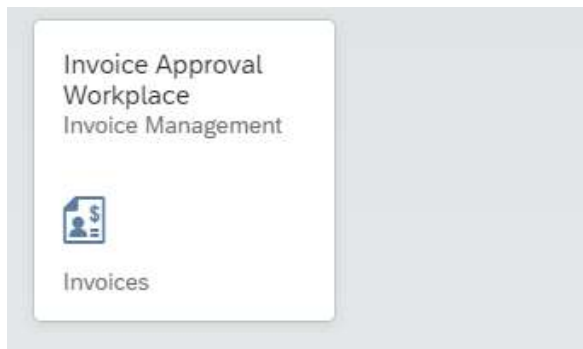 Invoice Approval
Workplace
Invoice Management
$
Invoices